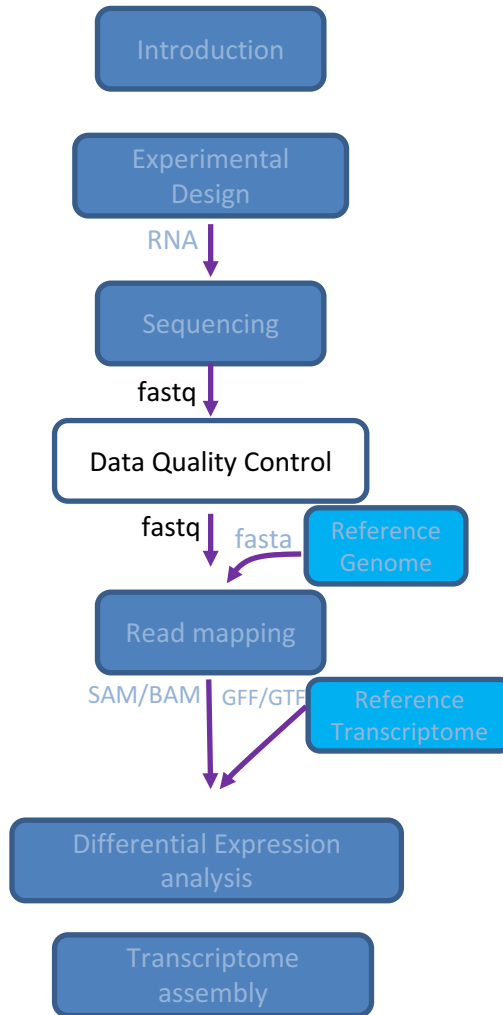 Introduction
Experimental
Design
RNA
Sequencing
fastq
Data Quality Control
fastq
fasta
Reference
Genome
Read mapping
SAM/BAM
GFF/GTF
Reference
Transcriptome
Differential Expression
analysis
Transcriptome
assembly